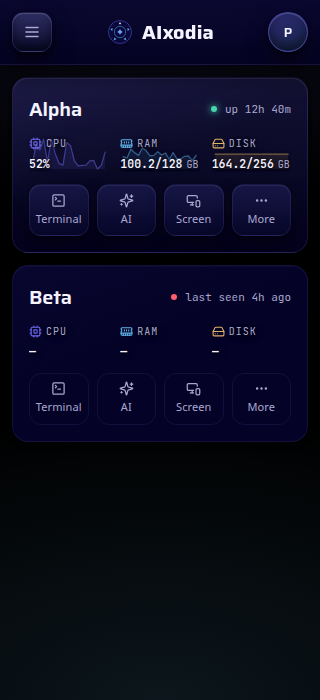 AIxodia
P
Alpha
up 12h 40m
CPU RAM DISK
52% 100.2/128 GB 164.2/256 GB
Terminal AI Screen More
Beta
last seen 4h ago
CPU RAM DISK
— — —
Terminal AI Screen More